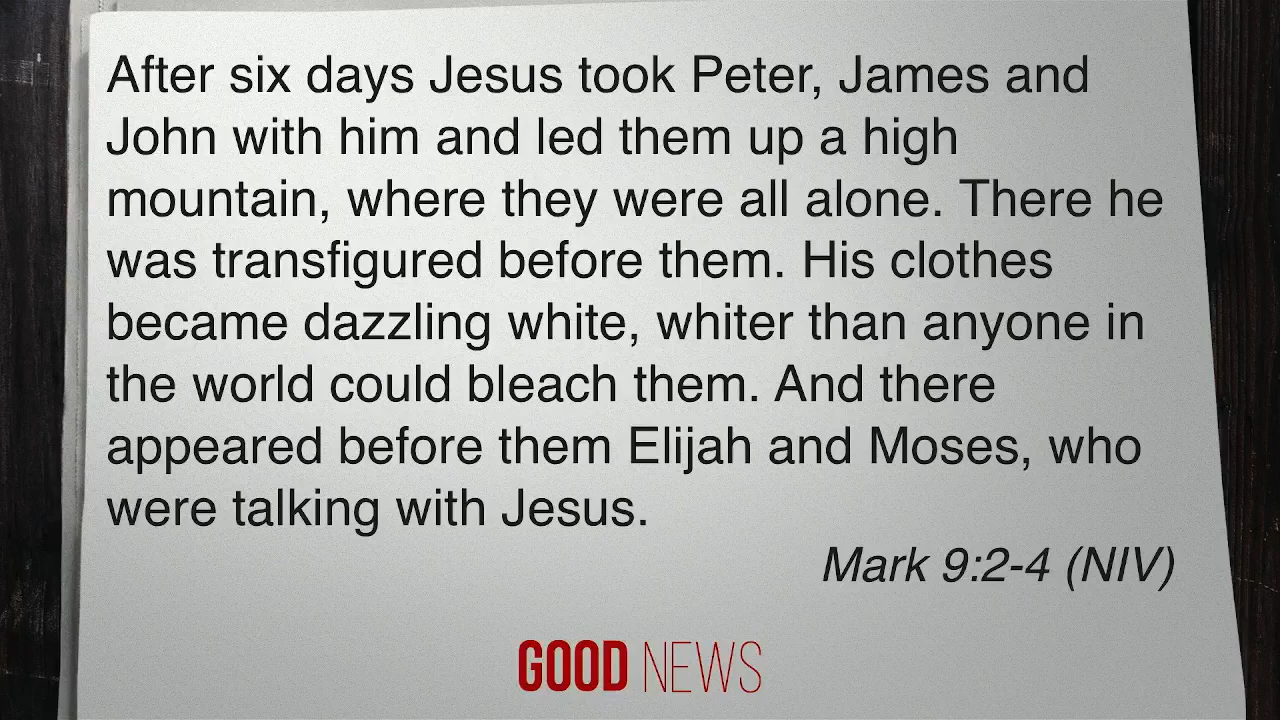 After six days Jesus took Peter, James and
John with him and led them up a high
mountain, where they were all alone. There he
was transfigured before them. His clothes
became dazzling white, whiter than anyone in
the world could bleach them. And there
appeared before them Elijah and Moses, who
were talking with Jesus.
Mark 9:2-4 (NIV)
GOOD NEWS